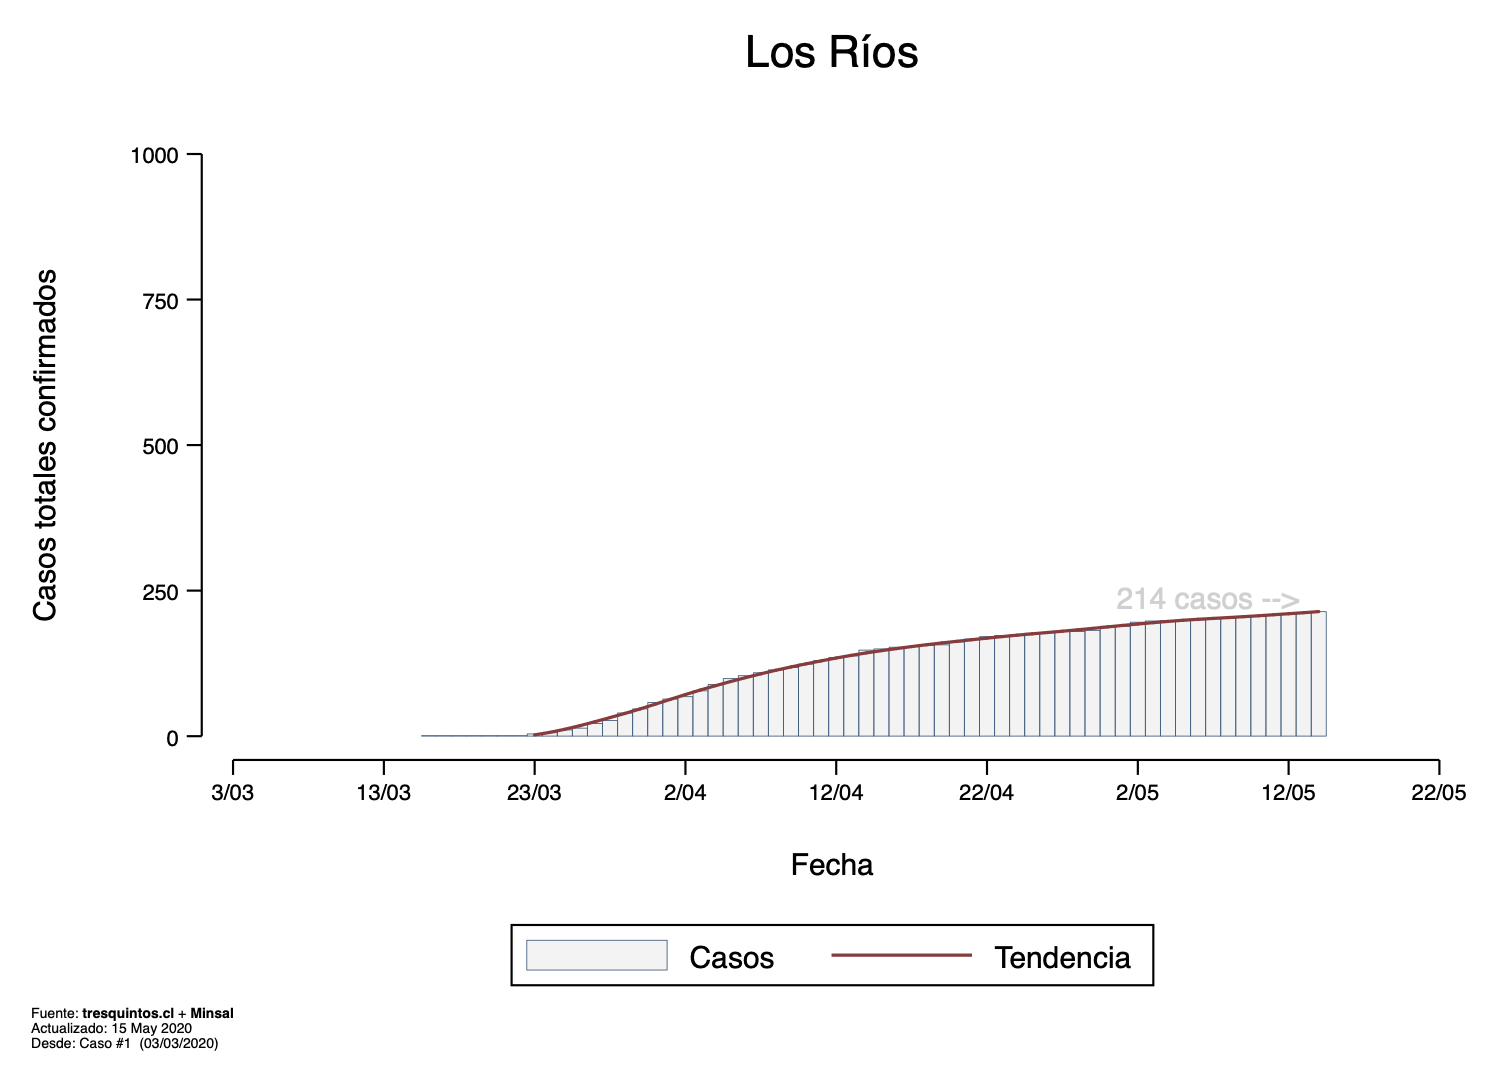 Los Ríos
Casos totales confirmados
1000
750
500
250
0
214 casos -->
3/03
13/03
23/03
2/04
12/04
22/04
2/05
12/05
22/05
Fecha
Casos
Tendencia
Fuente: tresquintos.cl + Minsal
Actualizado: 15 May 2020
Desde: Caso #1  (03/03/2020)